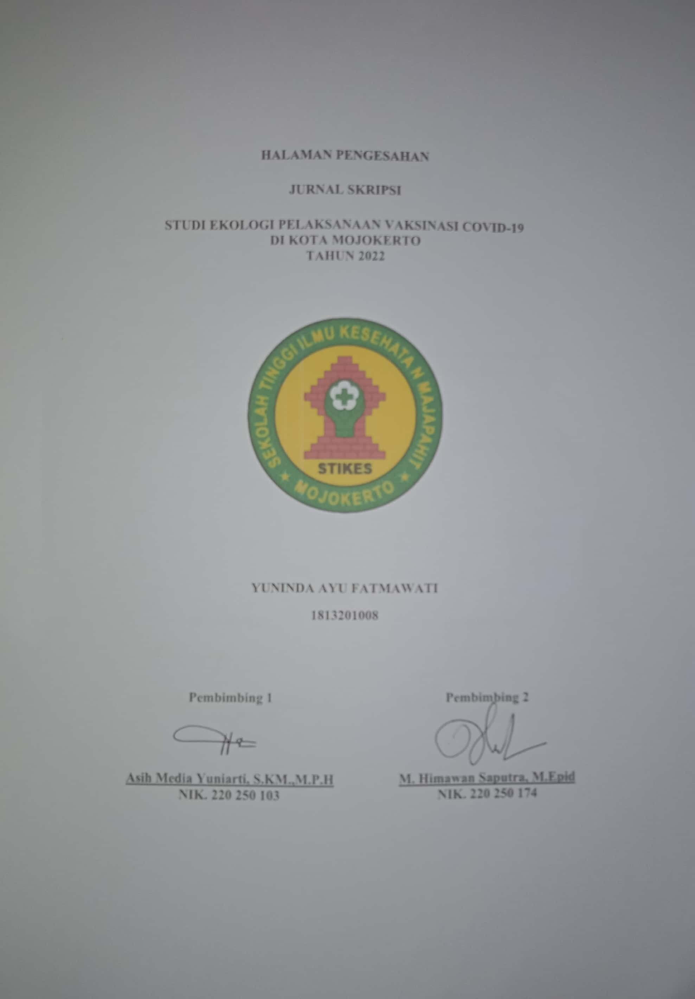 HALAMAN PENGESAHAN
JURNAL SKRIPSI
STUDI EKOLOGI PELAKSANAAN VAKSINASI COVID-19
DI KOTA MOJOKERTO
TAHUN 2022
SEKOLAH TINGGI ILMU KESEHATA N MAJAPAHIT
STIKES
MOJOKERTO
YUNINDA AYU FATMAWATI
1813201008
Pembimbing 1
Pembimbing 2
Asih Media Yuniarti, S.KM.,M.P.H
M. Himawan Saputra, M.Epid
NIK. 220 250 103
NIK. 220 250 174